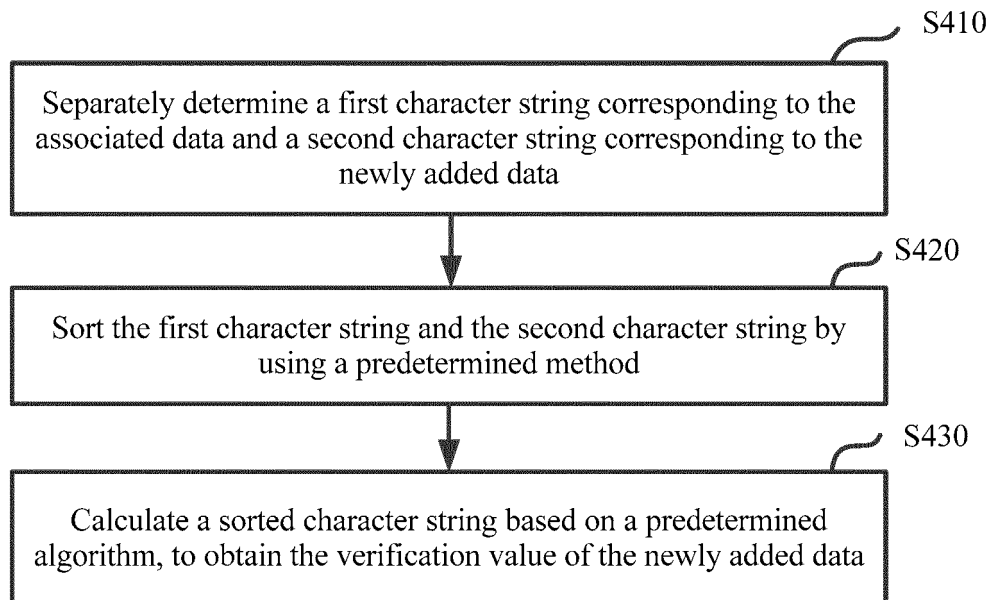 S410
Separately determine a first character string corresponding to the
associated data and a second character string corresponding to the
newly added data
S420
Sort the first character string and the second character string by
using a predetermined method
S430
Calculate a sorted character string based on a predetermined
algorithm, to obtain the verification value of the newly added data